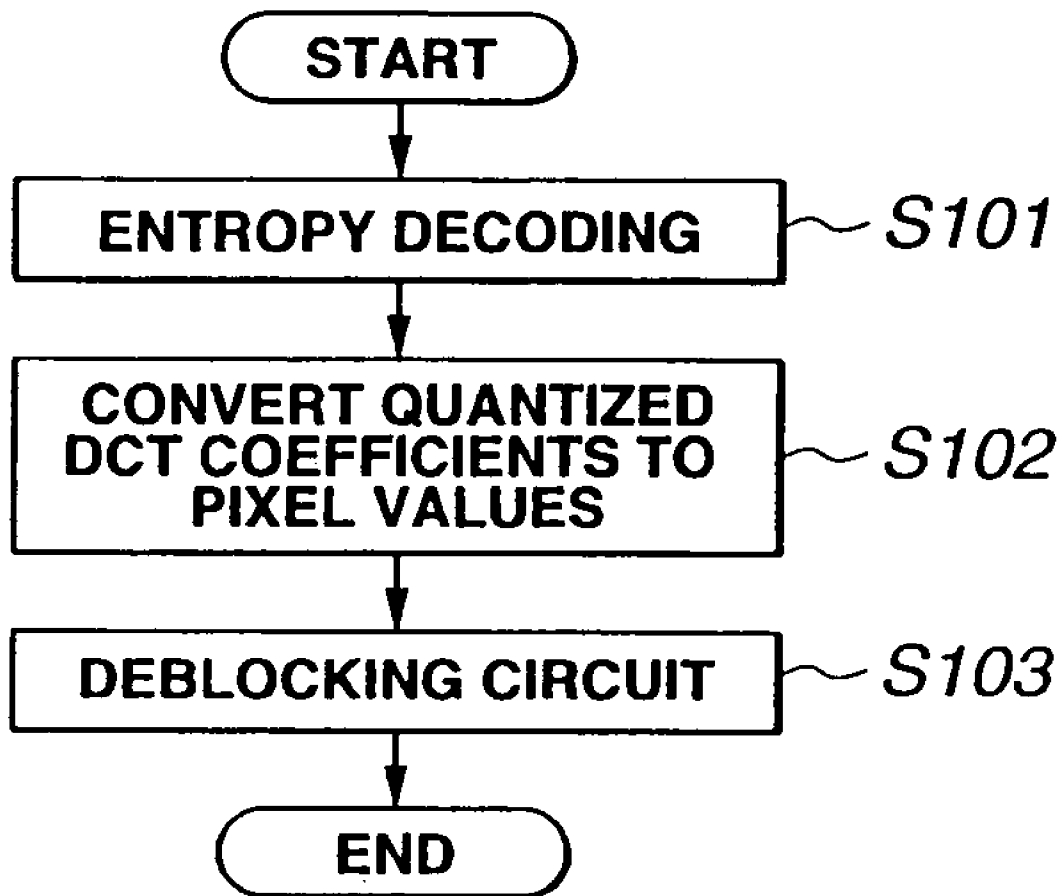 START
ENTROPY DECODING
S101
CONVERT QUANTIZED
DCT COEFFICIENTS TO
PIXEL VALUES
S102
DEBLOCKING CIRCUIT
S103
END